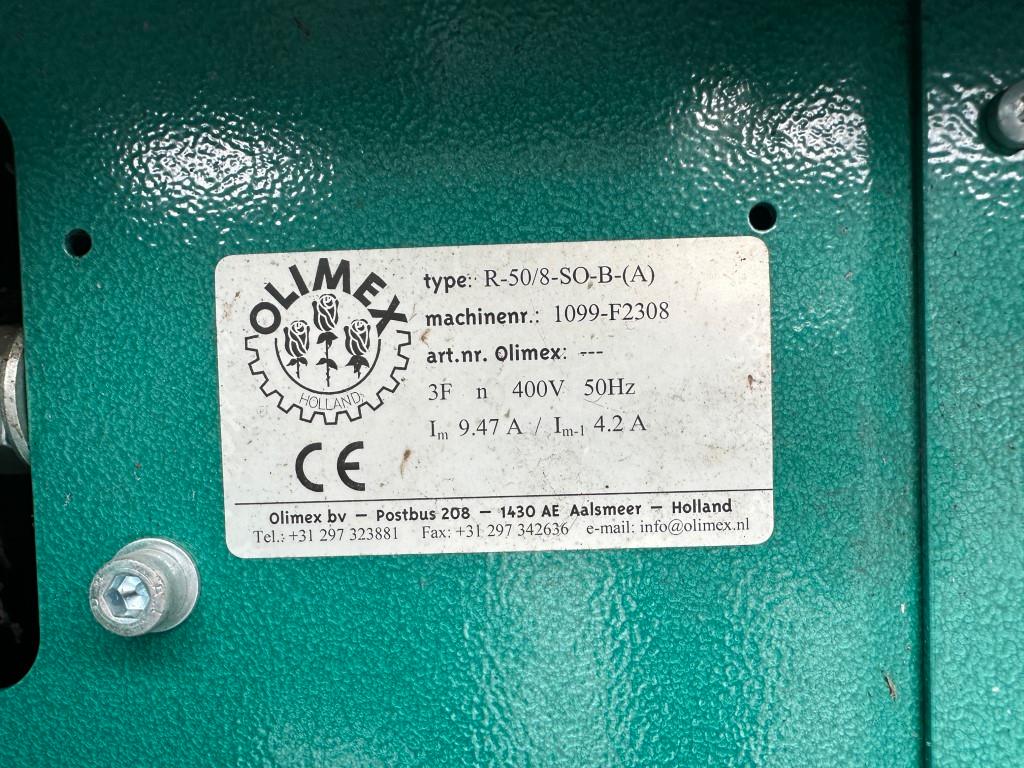 OLIMEX
HOLLAND
type: R-50/8-SO-B-(A)
machinenr.: 1099-F2308
art.nr. Olimex: ---
3F n 400V 50Hz
Im 9.47 A / Im-1 4.2 A
CE
Olimex bv – Postbus 208 – 1430 AE Aalsmeer – Holland
Tel.: +31 297 323881 Fax: +31 297 342636 e-mail: info@olimex.nl